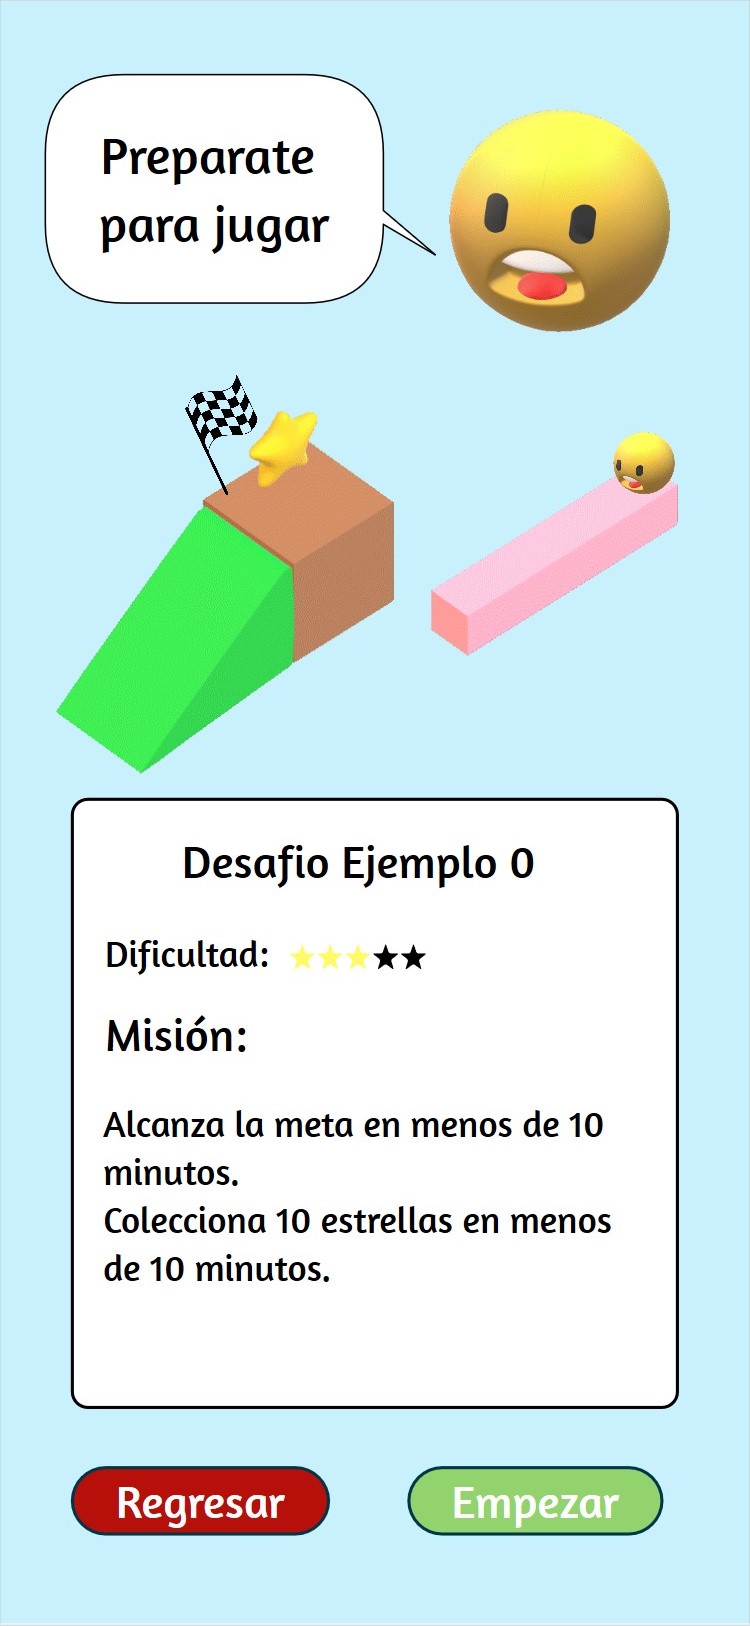 Preparate
para jugar
Desafio Ejemplo 0
Dificultad:
Misión:
Alcanza la meta en menos de 10
minutos.
Colecciona 10 estrellas en menos
de 10 minutos.
Regresar
Empezar